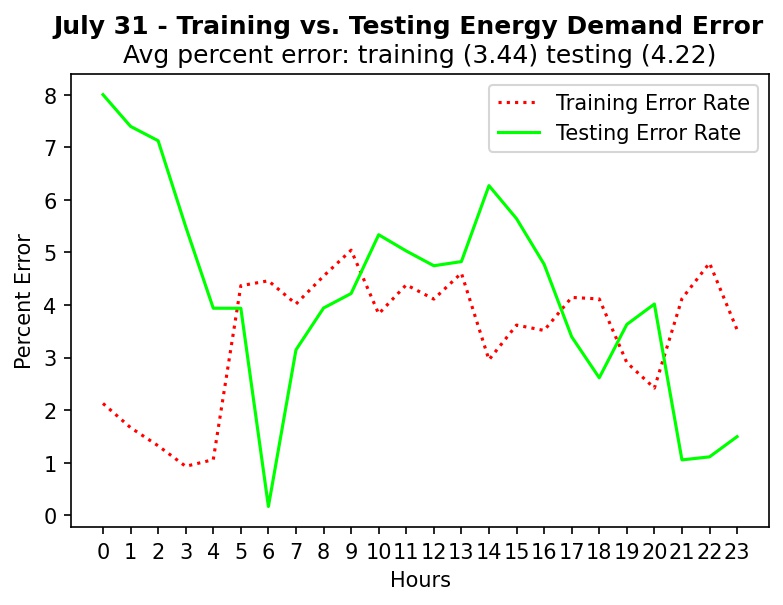 July 31 - Training vs. Testing Energy Demand Error
Avg percent error: training (3.44) testing (4.22)
Training Error Rate
Testing Error Rate
8
7
6
5
4
3
2
1
0
Percent Error
0 1 2 3 4 5 6 7 8 9 10 11 12 13 14 15 16 17 18 19 20 21 22 23
Hours